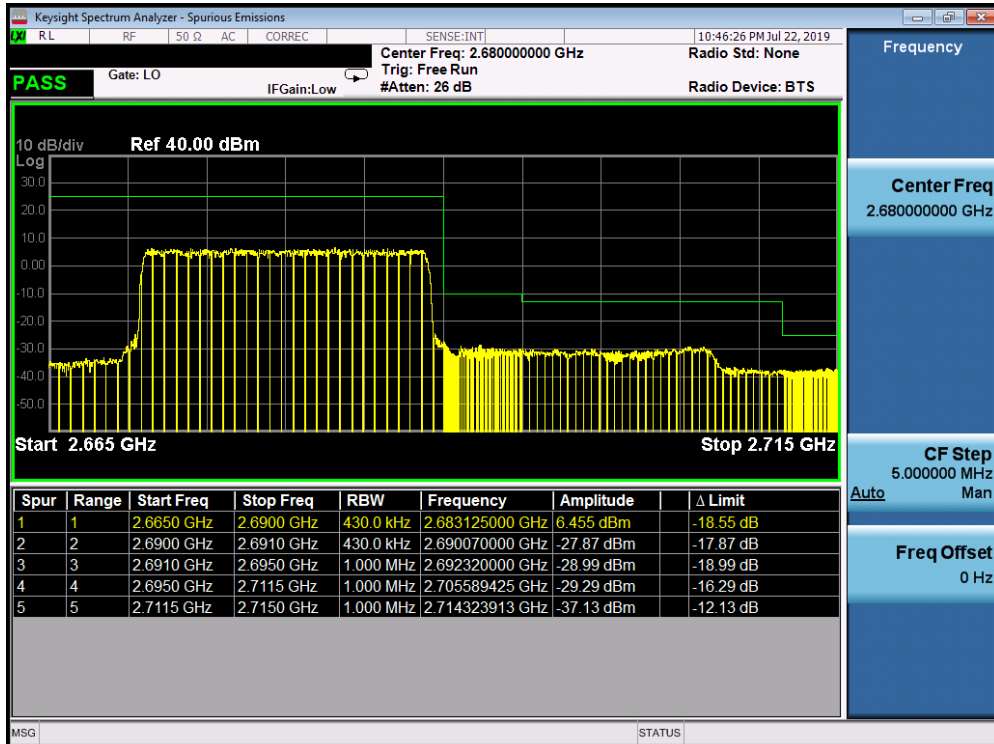 Keysight Spectrum Analyzer - Spurious Emissions
LXI RL RF 50 Ω AC CORREC SENSE:INT 10:46:26 PM Jul 22, 2019
Center Freq: 2.680000000 GHz Radio Std: None
PASS Gate: LO Trig: Free Run
IFGain:Low #Atten: 26 dB Radio Device: BTS
10 dB/div Ref 40.00 dBm
Log
30.0
20.0
10.0
0.00
-10.0
-20.0
-30.0
-40.0
-50.0
Start 2.665 GHz Stop 2.715 GHz
Spur Range Start Freq Stop Freq RBW Frequency Amplitude Δ Limit
1 1 2.6650 GHz 2.6900 GHz 430.0 kHz 2.683125000 GHz 6.455 dBm -18.55 dB
2 2 2.6900 GHz 2.6910 GHz 430.0 kHz 2.690070000 GHz -27.87 dBm -17.87 dB
3 3 2.6910 GHz 2.6950 GHz 1.000 MHz 2.692320000 GHz -28.99 dBm -18.99 dB
4 4 2.6950 GHz 2.7115 GHz 1.000 MHz 2.705589425 GHz -29.29 dBm -16.29 dB
5 5 2.7115 GHz 2.7150 GHz 1.000 MHz 2.714323913 GHz -37.13 dBm -12.13 dB
Frequency
Center Freq
2.680000000 GHz
CF Step
5.000000 MHz
Auto Man
Freq Offset
0 Hz
MSG STATUS